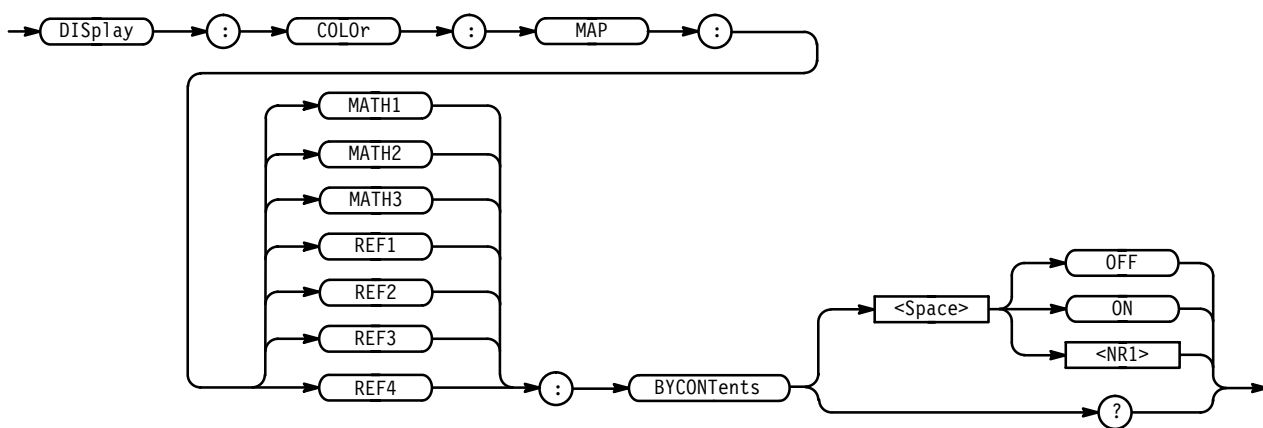 DISplay : COLOr : MAP :
MATH1
MATH2
MATH3
REF1
REF2
REF3
REF4 : BYCONTents
<Space>
OFF
ON
<NR1>
?